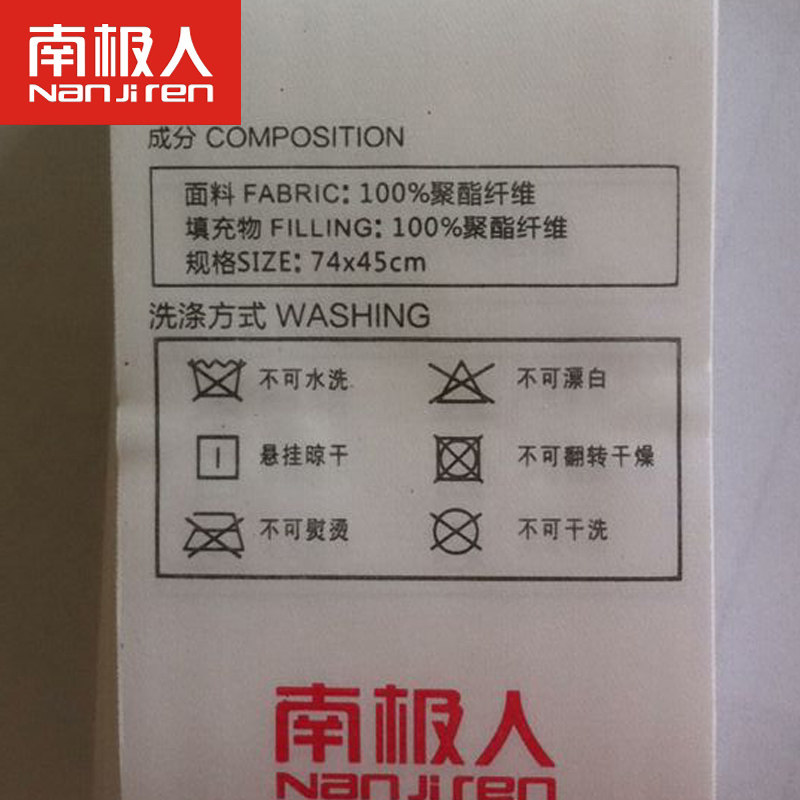 南极人
NanJiren
成分 COMPOSITION
面料 FABRIC: 100%聚酯纤维
填充物 FILLING: 100%聚酯纤维
规格SIZE: 74x45cm
洗涤方式 WASHING
不可水洗 不可漂白
悬挂晾干 不可翻转干燥
不可熨烫 不可干洗
南极人
NanJiren